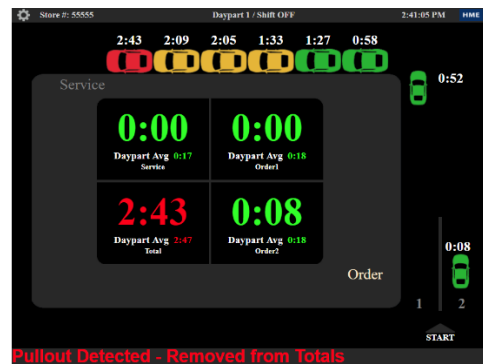 Store #: 55555 Daypart 1 / Shift OFF 2:41:05 PM HME
2:43 2:09 2:05 1:33 1:27 0:58
0:52
Service
0:00 0:00
Daypart Avg 0:17 Daypart Avg 0:18
Service Order1
2:43 0:08
Daypart Avg 2:47 Daypart Avg 0:18
Total Order2
0:08
Order
1 2
START
Pullout Detected - Removed from Totals